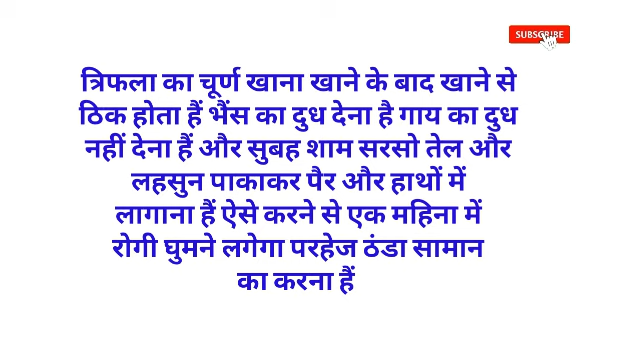 SUBSCRIBE
त्रिफला का चूर्ण खाना खाने के बाद खाने से
ठिक होता हैं भैंस का दुध देना है गाय का दुध
नहीं देना हैं और सुबह शाम सरसो तेल और
लहसुन पाकाकर पैर और हाथों में
लागाना हैं ऐसे करने से एक महिना में
रोगी घुमने लगेगा परहेज ठंडा सामान
का करना हैं